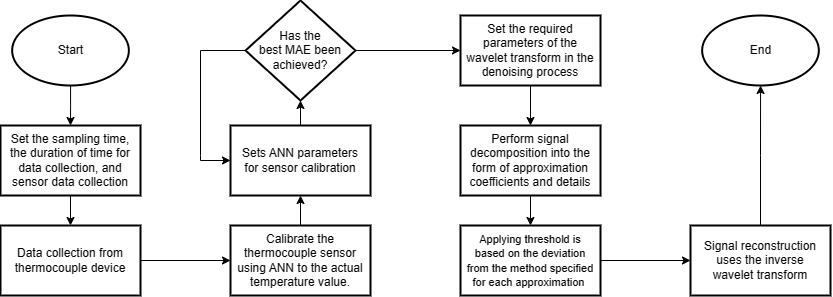 Start
Set the sampling time,
the duration of time for
data collection, and
sensor data collection
Data collection from
thermocouple device
Calibrate the
thermocouple sensor
using ANN to the actual
temperature value.
Sets ANN parameters
for sensor calibration
Has the
best MAE been
achieved?
Set the required
parameters of the
wavelet transform in the
denoising process
Perform signal
decomposition into the
form of approximation
coefficients and details
Applying threshold is
based on the deviation
from the method specified
for each approximation
Signal reconstruction
uses the inverse
wavelet transform
End